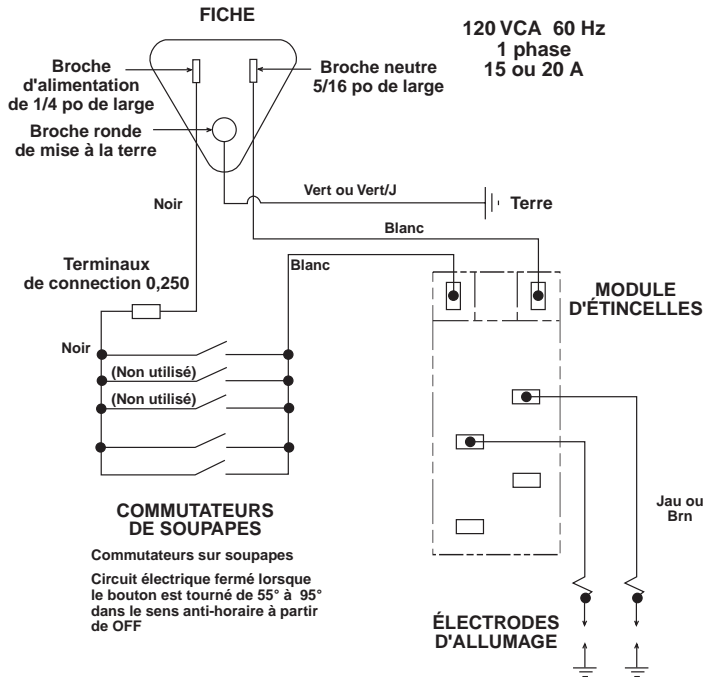 FICHE
120 VCA 60 Hz
1 phase
15 ou 20 A
Broche
d'alimentation
de 1/4 po de large
Broche neutre
5/16 po de large
Broche ronde
de mise à la terre
Vert ou Vert/J
Terre
Noir
Blanc
Terminaux
de connection 0,250
Blanc
MODULE
D'ÉTINCELLES
Noir
(Non utilisé)
(Non utilisé)
COMMUTATEURS
DE SOUPAPES
Commutateurs sur soupapes
Circuit électrique fermé lorsque
le bouton est tourné de 55° à 95°
dans le sens anti-horaire à partir
de OFF
Jau ou
Brn
ÉLECTRODES
D'ALLUMAGE